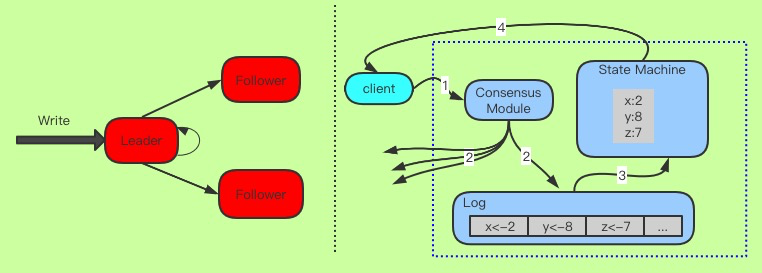 Write
Leader
Follower
Follower
4
client
1
Consensus
Module
State Machine
x:2
y:8
z:7
2
2
3
Log
x<-2
y<-8
z<-7
...